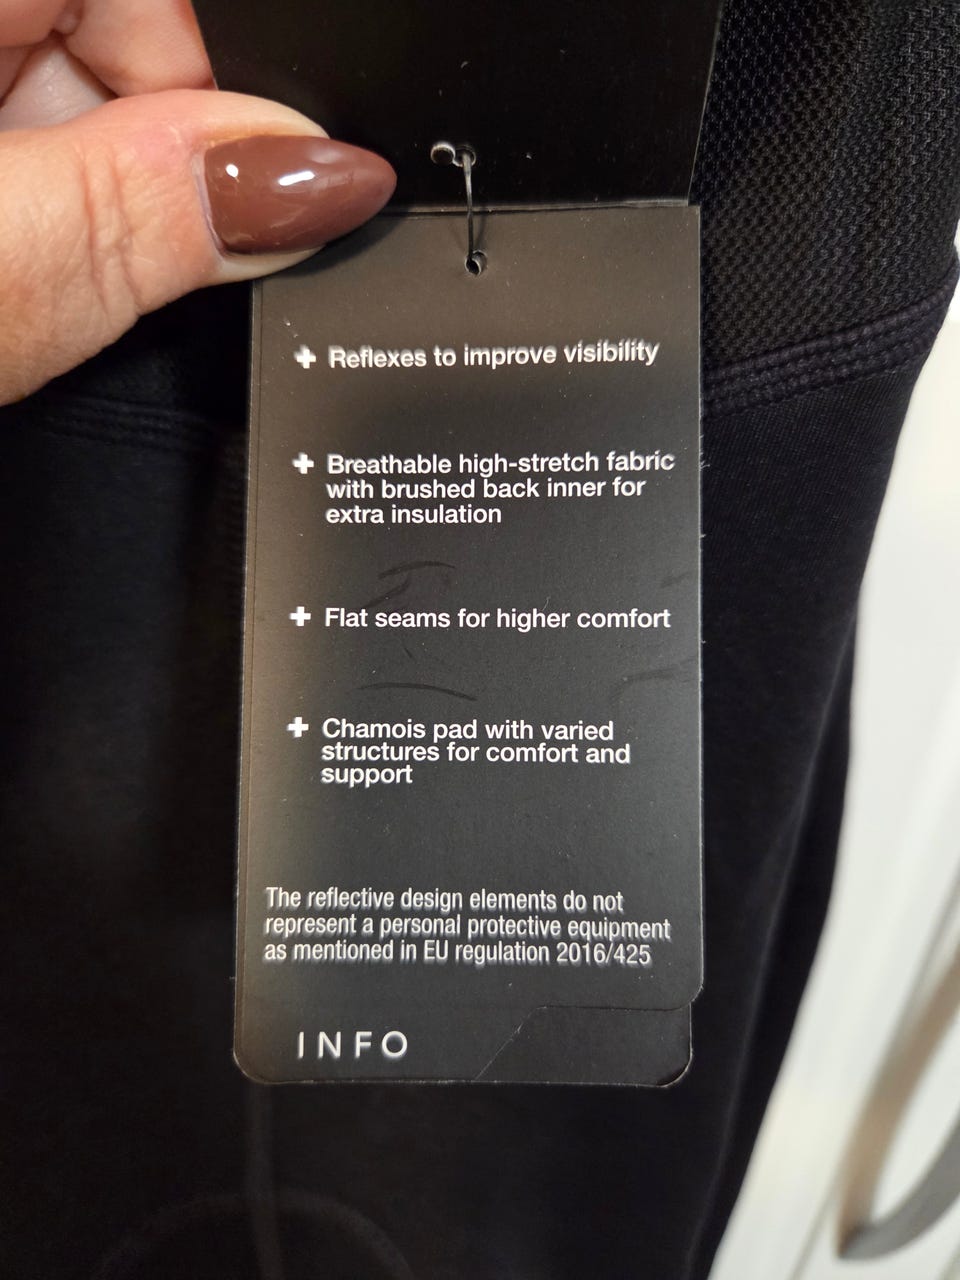 + Reflexes to improve visibility
+ Breathable high-stretch fabric
with brushed back inner for
extra insulation
+ Flat seams for higher comfort
+ Chamois pad with varied
structures for comfort and
support
The reflective design elements do not
represent a personal protective equipment
as mentioned in EU regulation 2016/425
INFO